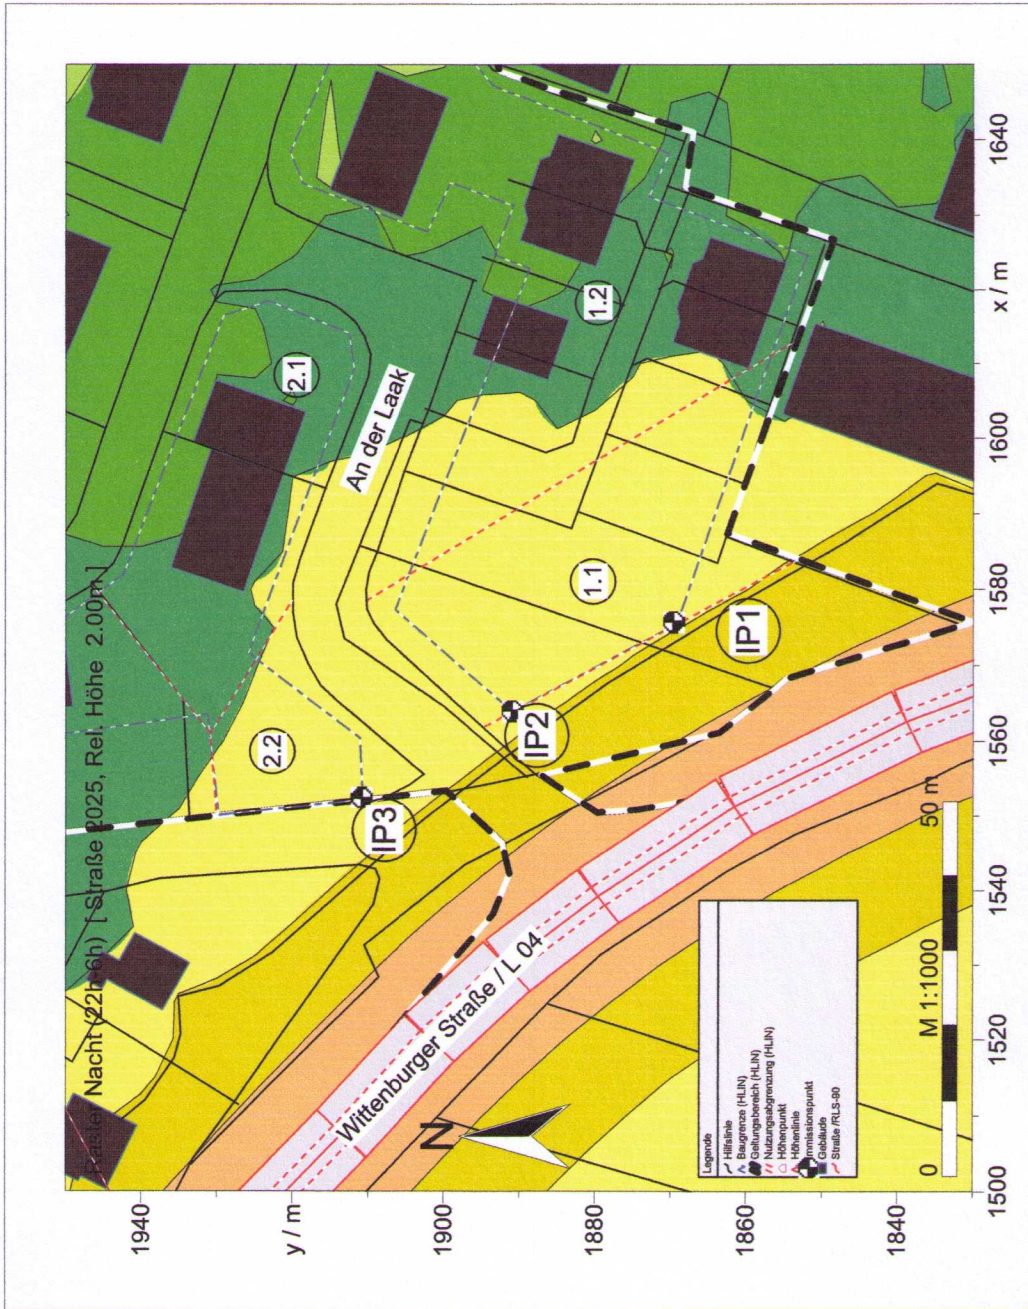 Raster Nacht (22h-6h) [ Straße 2025, Rel. Höhe 2.00m ]
1640
x / m
1600
1580
1560
1540
1520
1500
1940
y / m
1900
1880
1860
1840
An der Laak
2.1
1.2
2.2
1.1
IP1
IP2
IP3
Wittenburger Straße / L 04
N
Legende
Hilfslinie
Baugrenze (HLIN)
Geltungsbereich (HLIN)
Nutzungsabgrenzung (HLIN)
Höhenpunkt
Höhenlinie
Immissionspunkt
Gebäude
Straße /RLS-90
0
M 1:1000
50 m